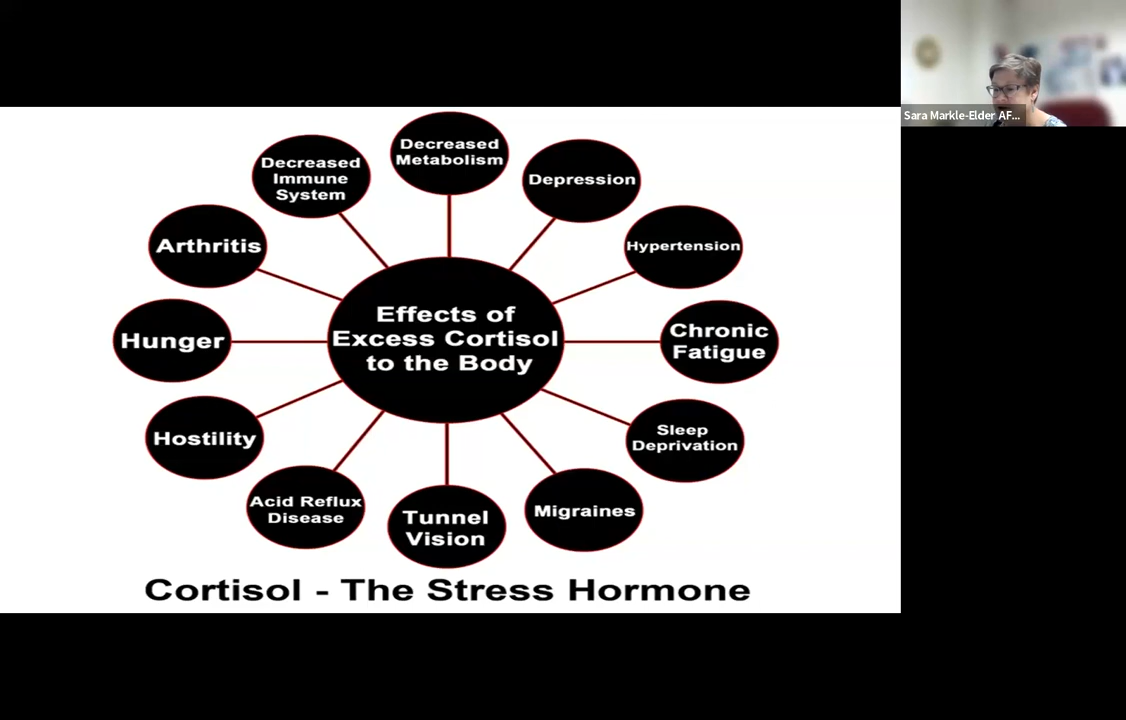 Sara Markle-Elder AF...
Decreased
Metabolism
Depression
Hypertension
Chronic
Fatigue
Sleep
Deprivation
Migraines
Tunnel
Vision
Acid Reflux
Disease
Hostility
Hunger
Arthritis
Decreased
Immune
System
Effects of
Excess Cortisol
to the Body
Cortisol - The Stress Hormone